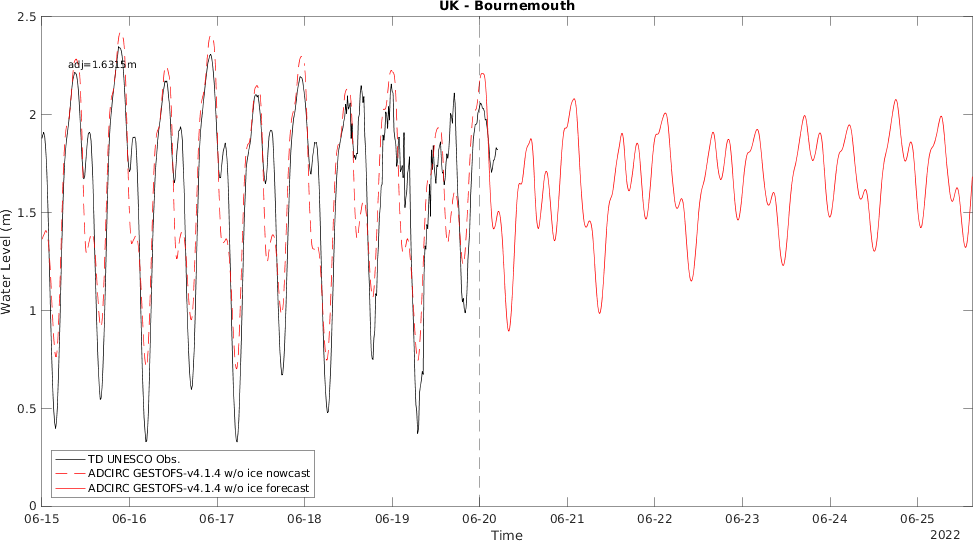 UK - Bournemouth
2.5
adj=1.6315m
2
1.5
Water Level (m)
1
0.5
TD UNESCO Obs.
ADCIRC GESTOFS-v4.1.4 w/o ice nowcast
ADCIRC GESTOFS-v4.1.4 w/o ice forecast
0
06-15 06-16 06-17 06-18 06-19 06-20 06-21 06-22 06-23 06-24 06-25
Time
2022